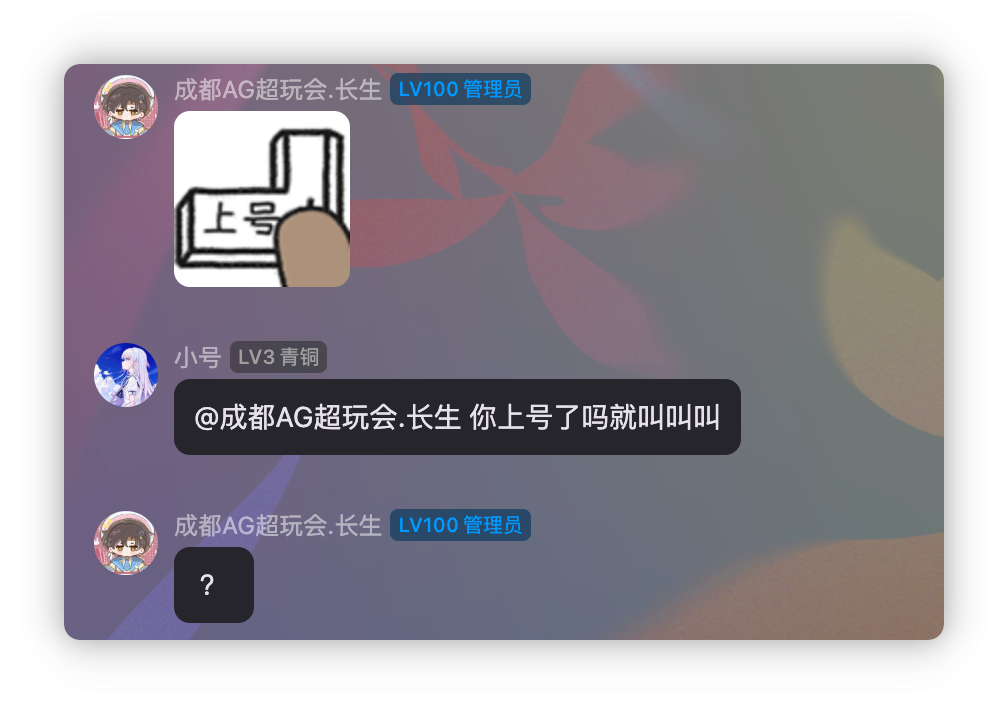 成都AG超玩会.长生 LV100 管理员
上号
小号 LV3 青铜
@成都AG超玩会.长生 你上号了吗就叫叫叫
成都AG超玩会.长生 LV100 管理员
?